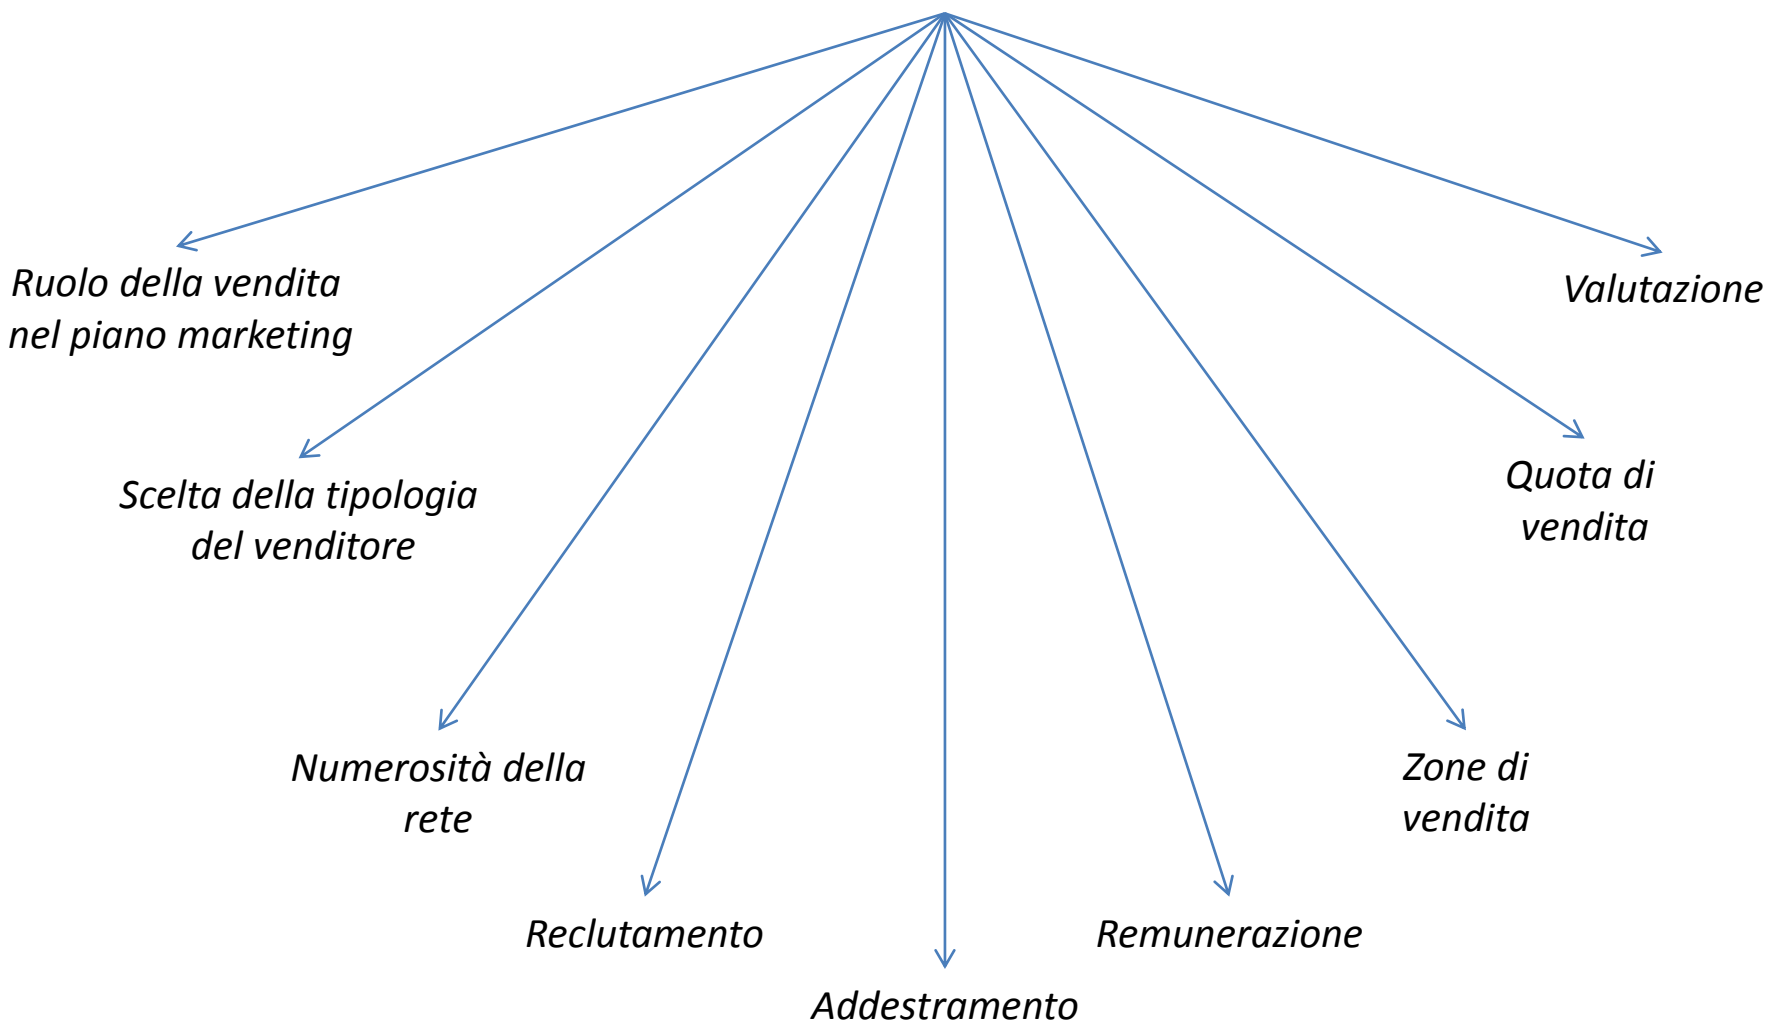 Ruolo della vendita
nel piano marketing
Valutazione
Scelta della tipologia
del venditore
Quota di
vendita
Numerosità della
rete
Zone di
vendita
Reclutamento
Remunerazione
Addestramento